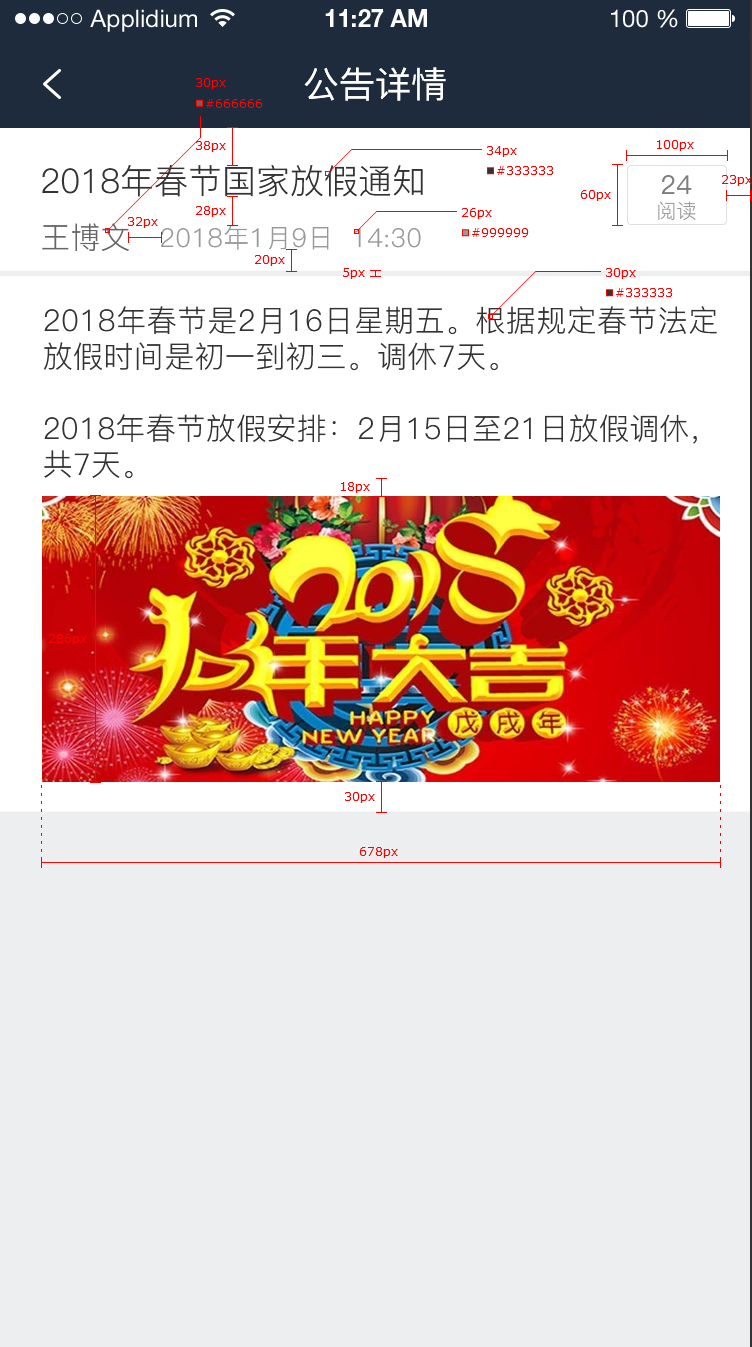 Applidium 11:27 AM 100 %
公告详情
30px
#666666
38px
34px
#333333
100px
2018年春节国家放假通知
60px
24
阅读
23px
28px
32px
26px
#999999
王博文 2018年1月9日 14:30
20px
5px
30px
#333333
2018年春节是2月16日星期五。根据规定春节法定
放假时间是初一到初三。调休7天。
2018年春节放假安排：2月15日至21日放假调休，
共7天。
18px
2018
286px
狗年大吉
HAPPY
NEW YEAR
戊戌年
30px
678px